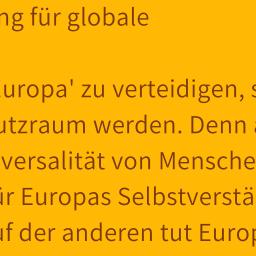 ng für globale
uropa' zu verteidigen, s
utzraum werden. Denn a
versalität von Mensche
ür Europas Selbstverstä
uf der anderen tut Europ